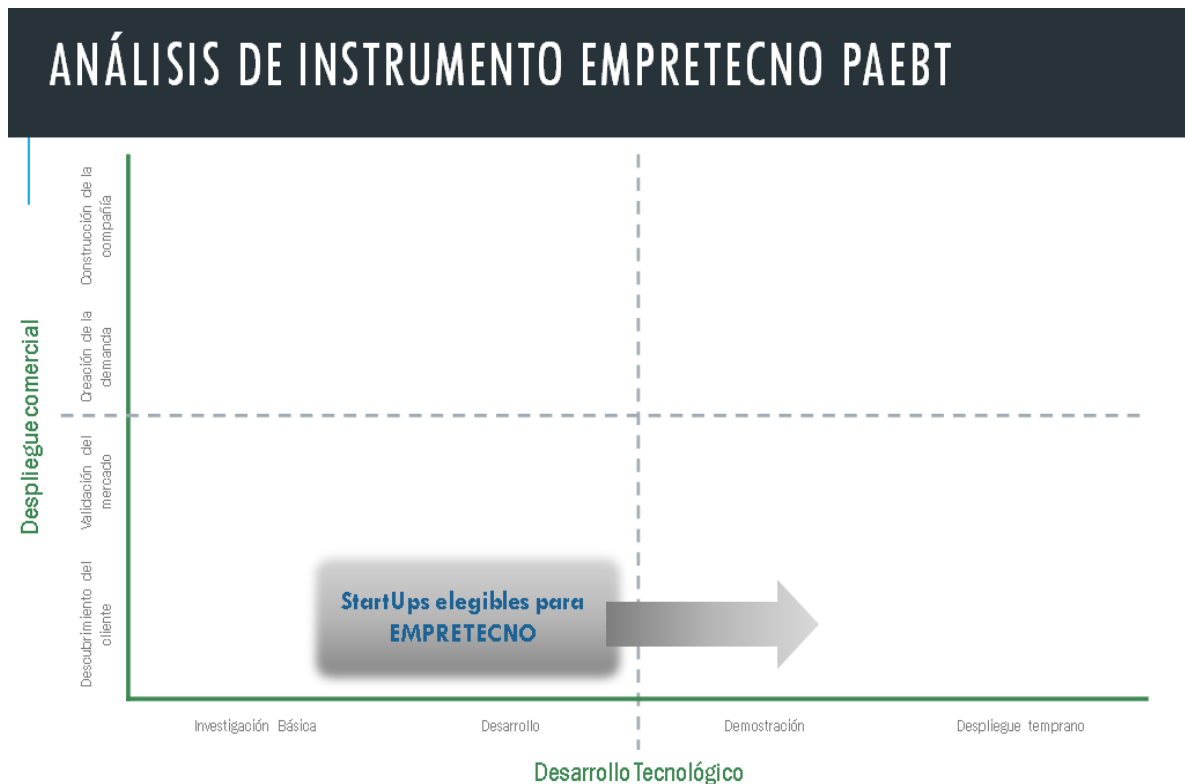 ANÁLISIS DE INSTRUMENTO EMPRETECNO PAEBT
Despliegue comercial
Construcción de la
compañía
Creación de la
demanda
Validación del
mercado
Descubrimiento del
cliente
StartUps elegibles para
EMPRETECNO
Investigación Básica
Desarrollo
Demostración
Despliegue temprano
Desarrollo Tecnológico